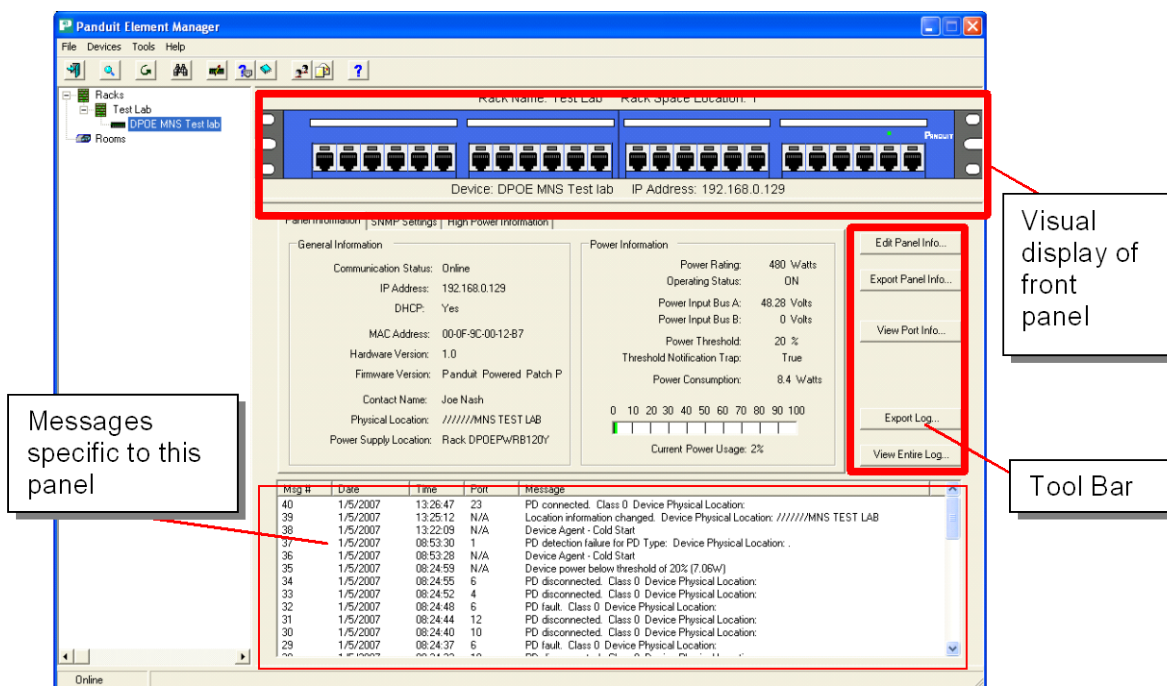 Panduit Element Manager
File Devices Tools Help
Racks
Test Lab
DPOE MNS Test lab
Rooms
Rack Name: Test Lab Rack Space Location: 1
PANDUIT
Device: DPOE MNS Test lab IP Address: 192.168.0.129
Visual display of front panel
Panel Information SNMP Settings High Power Information
General Information
Communication Status: Online
IP Address: 192.168.0.129
DHCP: Yes
MAC Address: 00-0F-9C-00-12-B7
Hardware Version: 1.0
Firmware Version: Panduit Powered Patch P
Contact Name: Joe Nash
Physical Location: ///////MNS TEST LAB
Power Supply Location: Rack DPOEPWRB120Y
Power Information
Power Rating: 480 Watts
Operating Status: ON
Power Input Bus A: 48.28 Volts
Power Input Bus B: 0 Volts
Power Threshold: 20 %
Threshold Notification Trap: True
Power Consumption: 8.4 Watts
0 10 20 30 40 50 60 70 80 90 100
Current Power Usage: 2%
Edit Panel Info...
Export Panel Info...
View Port Info...
Export Log...
View Entire Log...
Tool Bar
Messages specific to this panel
Msg # Date Time Port Message
40 1/5/2007 13:26:47 23 PD connected. Class 0 Device Physical Location:
39 1/5/2007 13:25:12 N/A Location information changed. Device Physical Location: ///////MNS TEST LAB
38 1/5/2007 13:22:09 N/A Device Agent - Cold Start
37 1/5/2007 08:53:30 1 PD detection failure for PD Type: Device Physical Location: .
36 1/5/2007 08:53:28 N/A Device Agent - Cold Start
35 1/5/2007 08:24:59 N/A Device power below threshold of 20% (7.06W)
34 1/5/2007 08:24:55 6 PD disconnected. Class 0 Device Physical Location:
33 1/5/2007 08:24:52 4 PD disconnected. Class 0 Device Physical Location:
32 1/5/2007 08:24:48 6 PD fault. Class 0 Device Physical Location:
31 1/5/2007 08:24:44 12 PD disconnected. Class 0 Device Physical Location:
30 1/5/2007 08:24:40 10 PD disconnected. Class 0 Device Physical Location:
29 1/5/2007 08:24:37 6 PD fault. Class 0 Device Physical Location:
Online